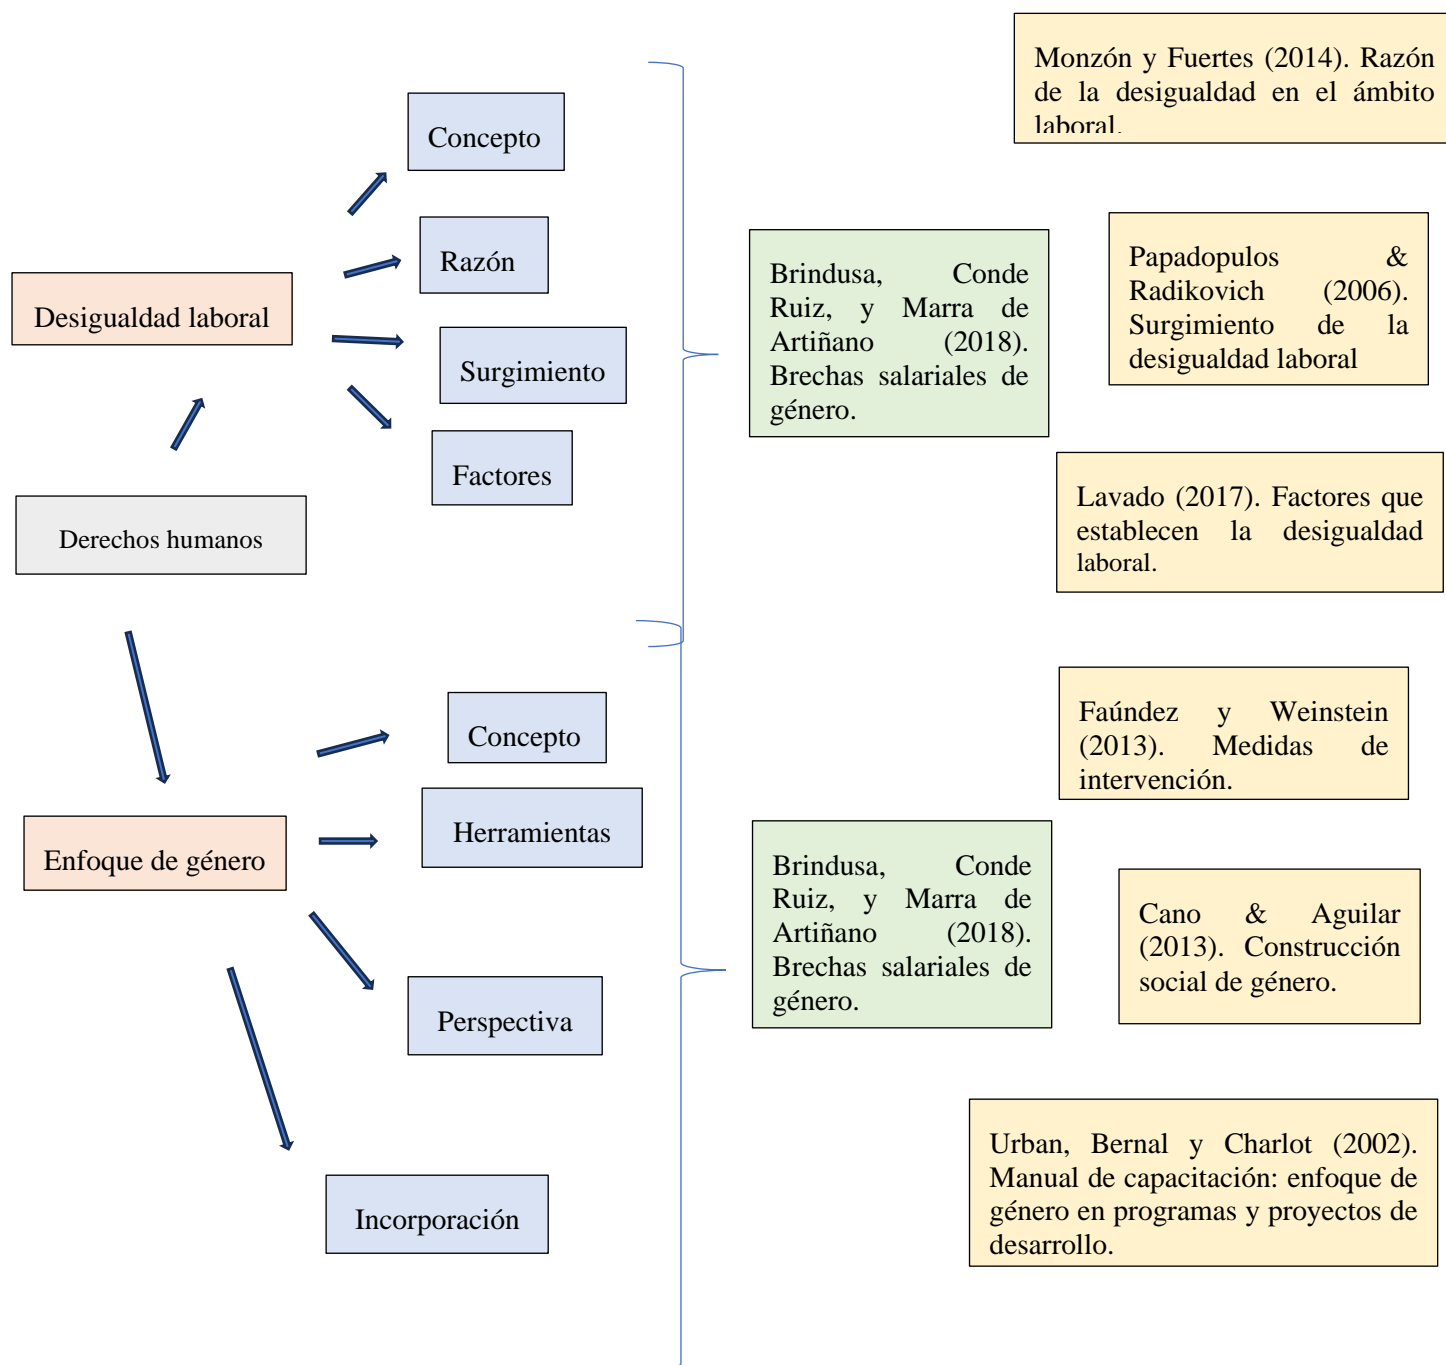 Monzón y Fuertes (2014). Razón
de la desigualdad en el ámbito
laboral.
Concepto
Razón
Desigualdad laboral
Surgimiento
Factores
Derechos humanos
Brindusa, Conde
Ruiz, y Marra de
Artiñano (2018).
Brechas salariales de
género.
Papadopulos &
Radikovich (2006).
Surgimiento de la
desigualdad laboral
Lavado (2017). Factores que
establecen la desigualdad
laboral.
Concepto
Herramientas
Enfoque de género
Perspectiva
Incorporación
Brindusa, Conde
Ruiz, y Marra de
Artiñano (2018).
Brechas salariales de
género.
Faúndez y Weinstein
(2013). Medidas de
intervención.
Cano & Aguilar
(2013). Construcción
social de género.
Urban, Bernal y Charlot (2002).
Manual de capacitación: enfoque de
género en programas y proyectos de
desarrollo.